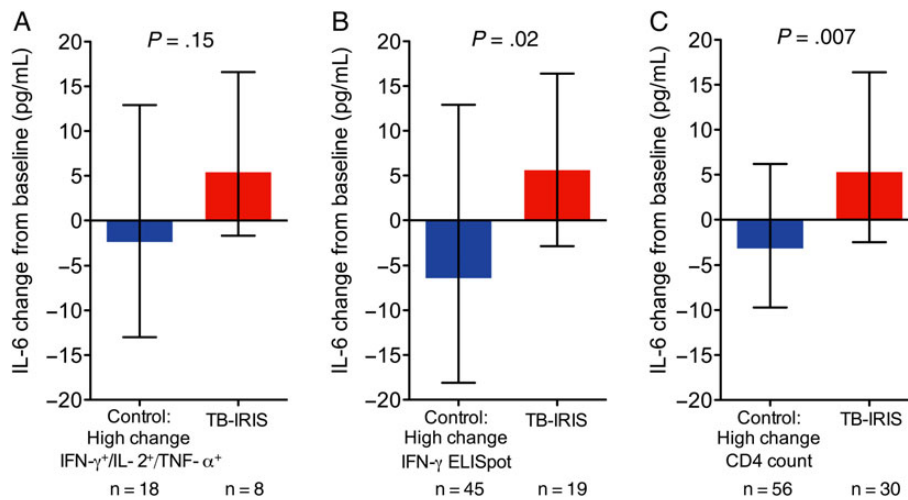 A
P = .15
IL-6 change from baseline (pg/mL)
20
15
10
5
0
−5
−10
−15
−20
Control:
High change
IFN-γ+/IL- 2+/TNF- α+
TB-IRIS
n = 18
n = 8
B
P = .02
IL-6 change from baseline (pg/mL)
20
15
10
5
0
−5
−10
−15
−20
Control:
High change
IFN-γ ELISpot
TB-IRIS
n = 45
n = 19
C
P = .007
IL-6 change from baseline (pg/mL)
20
15
10
5
0
−5
−10
−15
−20
Control:
High change
CD4 count
TB-IRIS
n = 56
n = 30